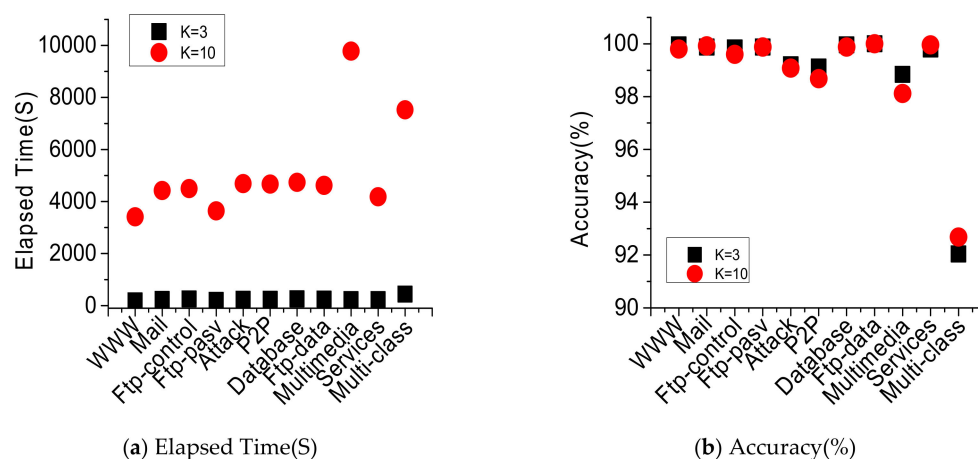 K=3
K=10
Elapsed Time(S)
10000
8000
6000
4000
2000
0
WWW
Mail
Ftp-control
Ftp-pasv
Attack
P2P
Database
Ftp-data
Multimedia
Services
Multi-class
(a) Elapsed Time(S)
Accuracy(%)
100
98
96
94
92
90
K=3
K=10
WWW
Mail
Ftp-control
Ftp-pasv
Attack
P2P
Database
Ftp-data
Multimedia
Services
Multi-class
(b) Accuracy(%)